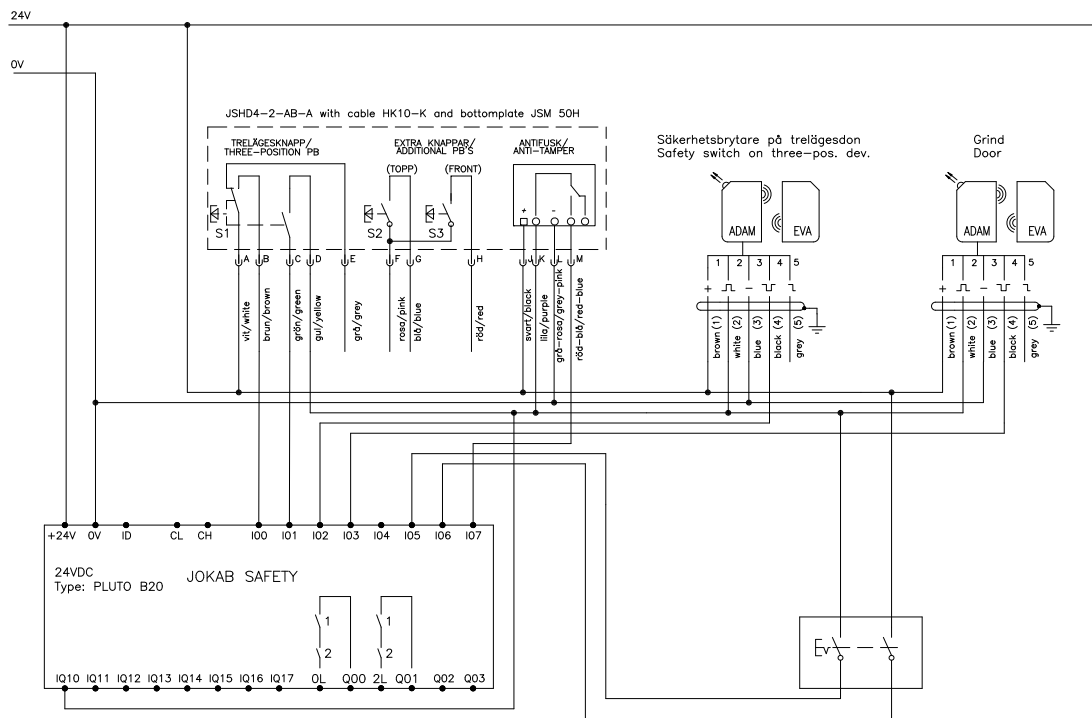 24V
0V
JSHD4-2-AB-A with cable HK10-K and bottomplate JSM 50H
TRELÄGESKNAPP/
THREE-POSITION PB
EXTRA KNAPPAR/
ADDITIONAL PB'S
(TOPP)
(FRONT)
ANTIFUSK/
ANTI-TAMPER
+
-
S1
S2
S3
A
B
C
D
E
F
G
H
J
K
L
M
vit/white
brun/brown
grön/green
gul/yellow
grå/grey
rosa/pink
blå/blue
röd/red
svart/black
lila/purple
grå-rosa/grey-pink
röd-blå/red-blue
Säkerhetsbrytare på trelägesdon
Safety switch on three-pos. dev.
ADAM
EVA
1 2 3 4 5
+
-
brown (1)
white (2)
blue (3)
black (4)
grey (5)
Grind
Door
ADAM
EVA
1 2 3 4 5
+
-
brown (1)
white (2)
blue (3)
black (4)
grey (5)
+24V 0V ID CL CH I00 I01 I02 I03 I04 I05 I06 I07
24VDC
Type: PLUTO B20
JOKAB SAFETY
1
2
1
2
IQ10 IQ11 IQ12 IQ13 IQ14 IQ15 IQ16 IQ17 0L Q00 2L Q01 Q02 Q03